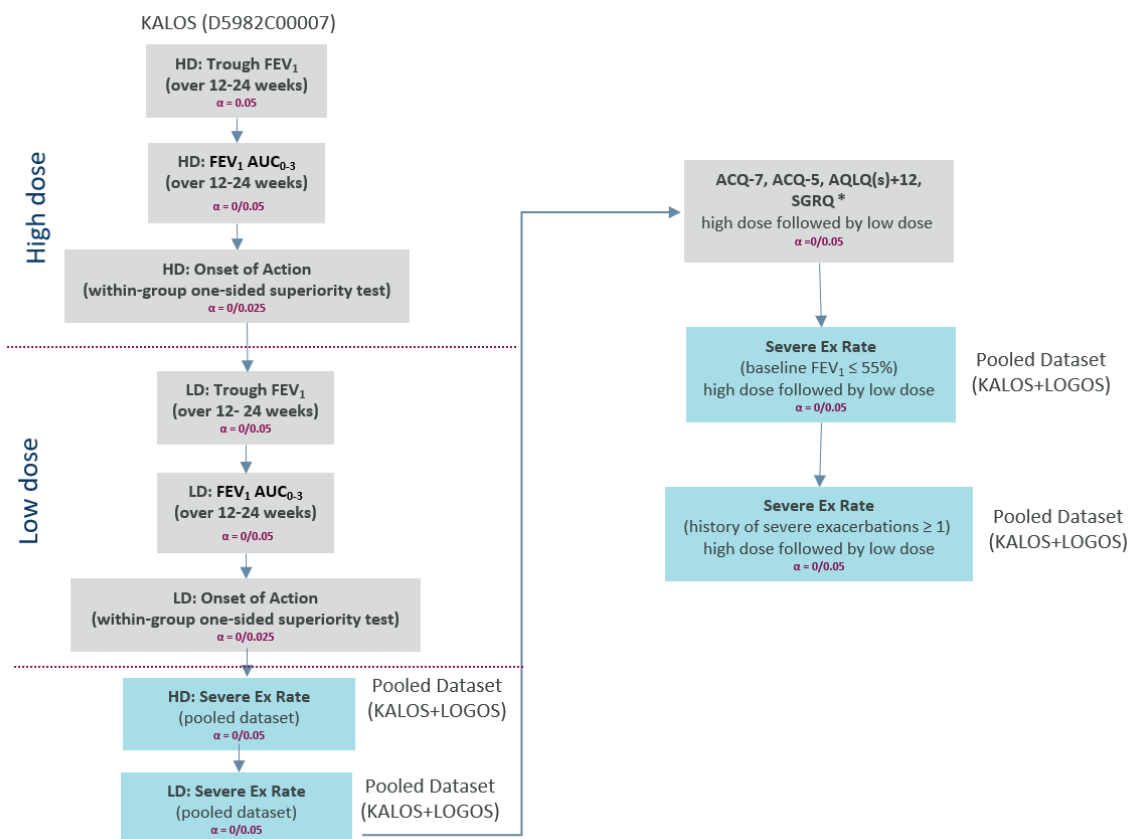 KALOS (D5982C00007)
High dose
HD: Trough FEV₁
(over 12-24 weeks)
α = 0.05
HD: FEV₁ AUC₀₋₃
(over 12-24 weeks)
α = 0/0.05
HD: Onset of Action
(within-group one-sided superiority test)
α = 0/0.025
Low dose
LD: Trough FEV₁
(over 12- 24 weeks)
α = 0/0.05
LD: FEV₁ AUC₀₋₃
(over 12-24 weeks)
α = 0/0.05
LD: Onset of Action
(within-group one-sided superiority test)
α = 0/0.025
HD: Severe Ex Rate
(pooled dataset)
α = 0/0.05
Pooled Dataset
(KALOS+LOGOS)
LD: Severe Ex Rate
(pooled dataset)
α = 0/0.05
Pooled Dataset
(KALOS+LOGOS)
ACQ-7, ACQ-5, AQLQ(s)+12,
SGRQ *
high dose followed by low dose
α =0/0.05
Severe Ex Rate
(baseline FEV₁ ≤ 55%)
high dose followed by low dose
α = 0/0.05
Pooled Dataset
(KALOS+LOGOS)
Severe Ex Rate
(history of severe exacerbations ≥ 1)
high dose followed by low dose
α = 0/0.05
Pooled Dataset
(KALOS+LOGOS)